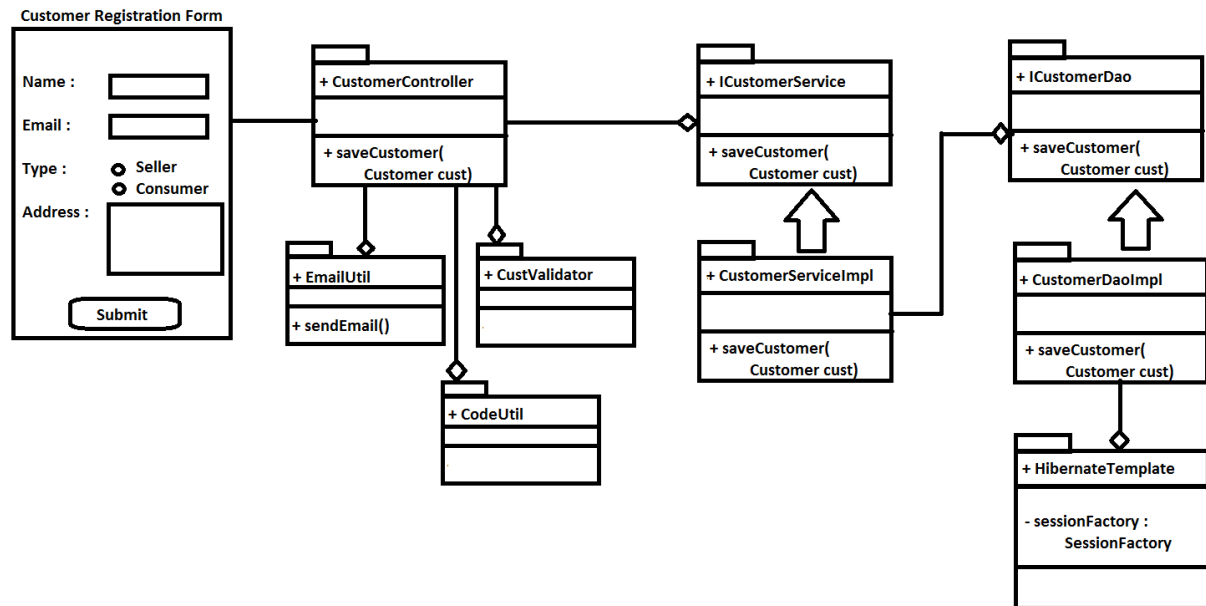 Customer Registration Form
Name :
Email :
Type :
Seller
Consumer
Address :
Submit
+ CustomerController
+ saveCustomer(
Customer cust)
+ EmailUtil
+ sendEmail()
+ CustValidator
+ CodeUtil
+ ICustomerService
+ saveCustomer(
Customer cust)
+ CustomerServiceImpl
+ saveCustomer(
Customer cust)
+ ICustomerDao
+ saveCustomer(
Customer cust)
+ CustomerDaoImpl
+ saveCustomer(
Customer cust)
+ HibernateTemplate
- sessionFactory :
SessionFactory